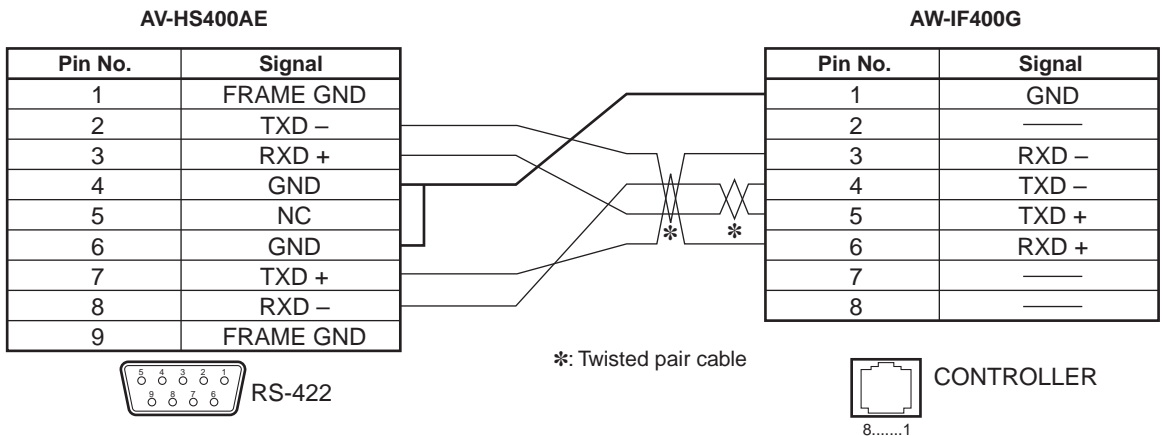 AV-HS400AE
AW-IF400G
Pin No. Signal
1 FRAME GND
2 TXD –
3 RXD +
4 GND
5 NC
6 GND
7 TXD +
8 RXD –
9 FRAME GND
Pin No. Signal
1 GND
2 ——
3 RXD –
4 TXD –
5 TXD +
6 RXD +
7 ——
8 ——
✻ ✻
✻: Twisted pair cable
5 4 3 2 1
9 8 7 6
RS-422
CONTROLLER
8.......1